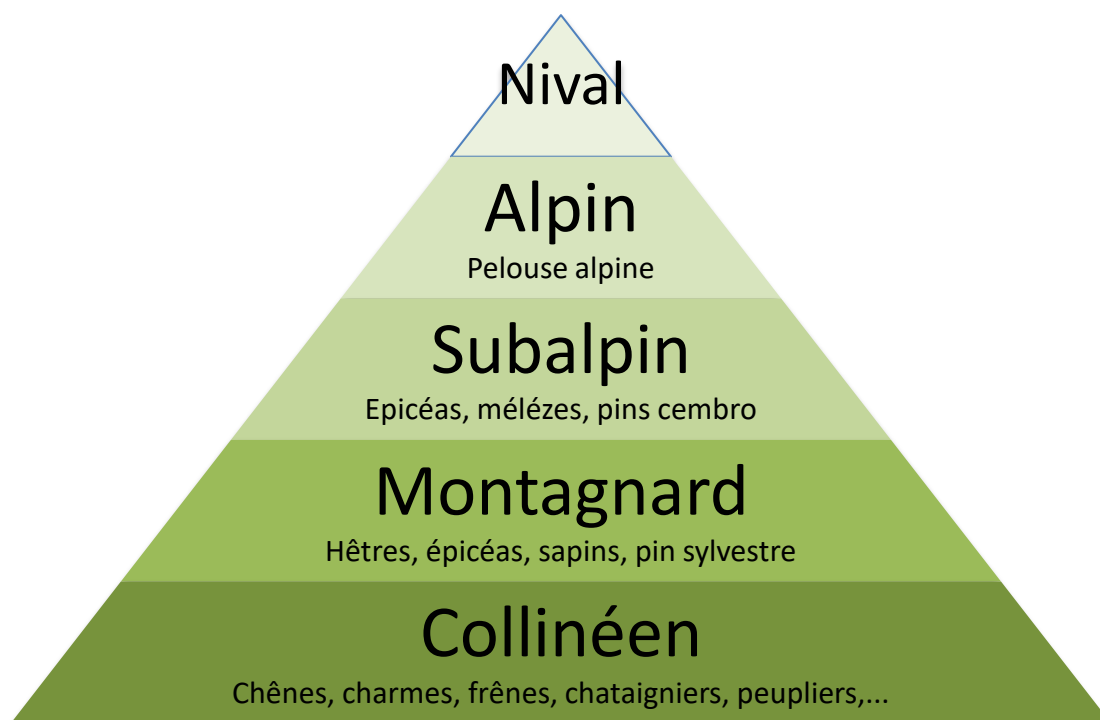 Nival
Alpin
Pelouse alpine
Subalpin
Epicéas, mélézes, pins cembro
Montagnard
Hêtres, épicéas, sapins, pin sylvestre
Collinéen
Chênes, charmes, frênes, chataigniers, peupliers,...